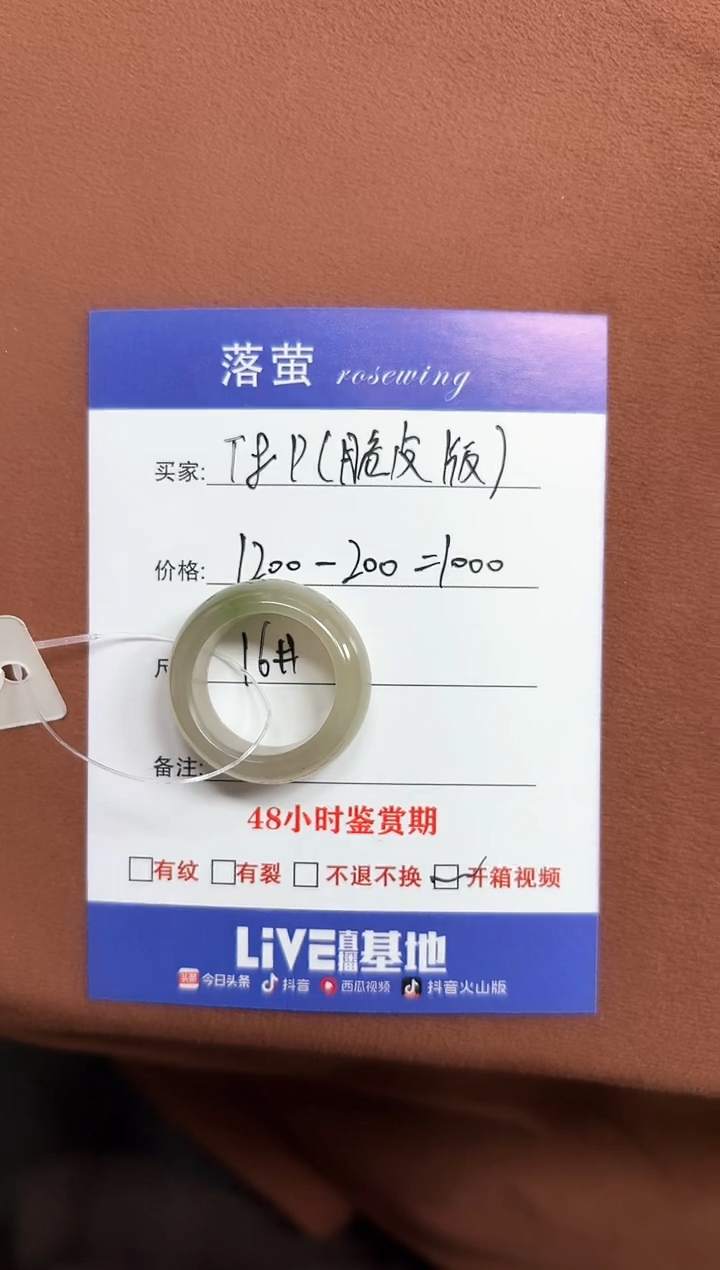 落萤 rosewing
买家: T&P(脆皮版)
价格: 1200-200=1000
16#
备注:
48小时鉴赏期
有纹 有裂 不退不换 开箱视频
LiVE直播基地
头条 今日头条 抖音 西瓜视频 抖音火山版